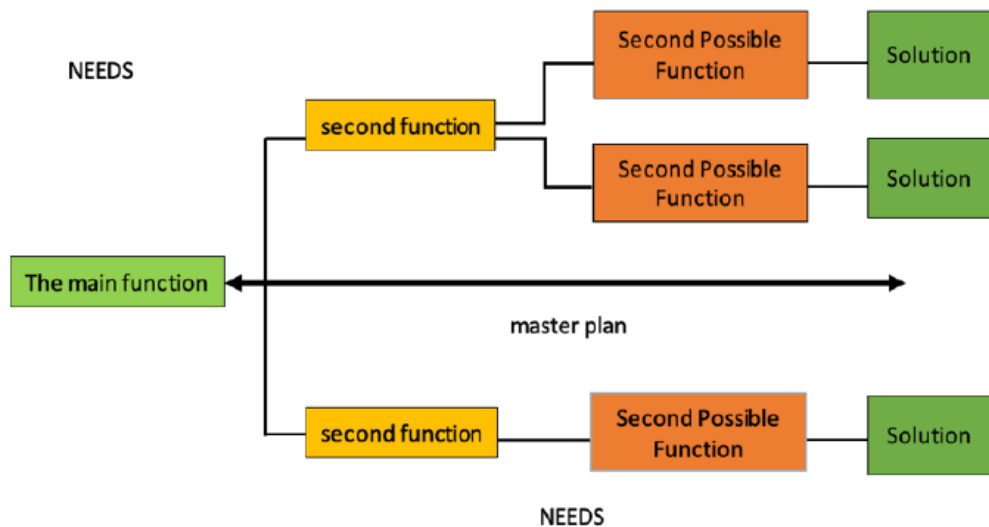 NEEDS
second function
Second Possible
Function
Solution
Second Possible
Function
Solution
The main function
master plan
second function
Second Possible
Function
Solution
NEEDS